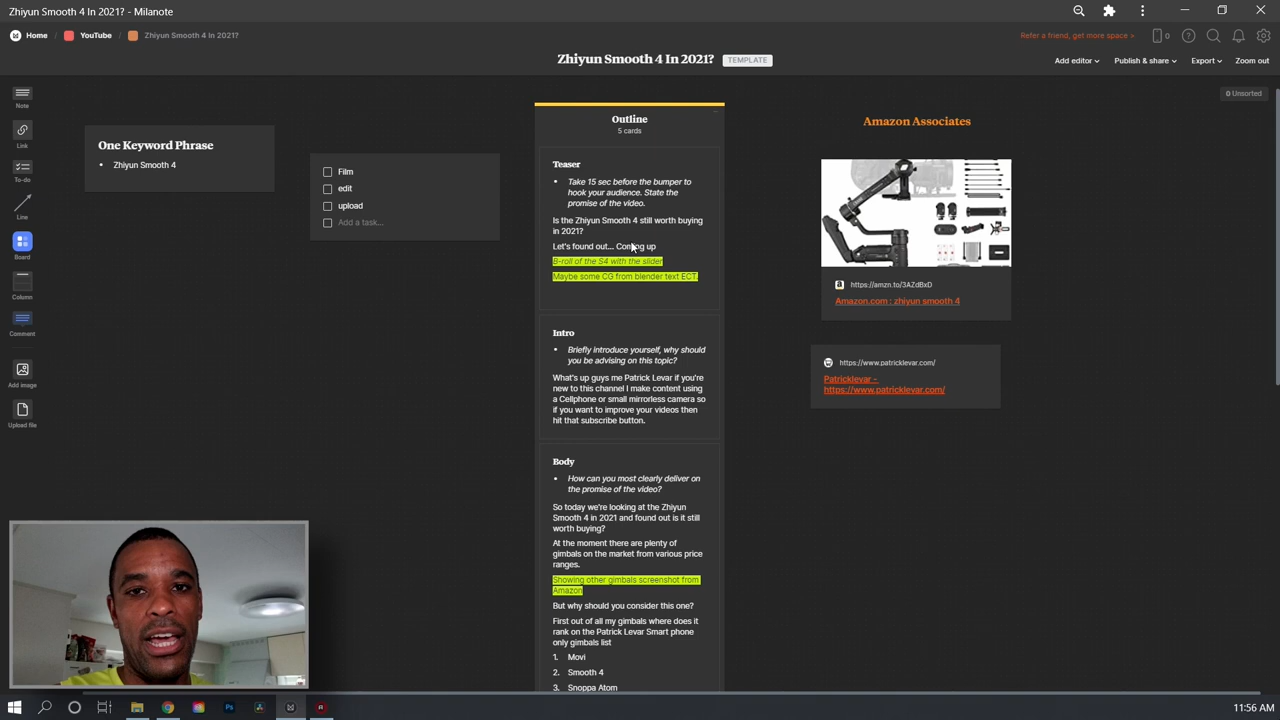 Zhiyun Smooth 4 In 2021? - Milanote
Home / YouTube / Zhiyun Smooth 4 In 2021?
Refer a friend, get more space >
0
Zhiyun Smooth 4 In 2021? TEMPLATE
Add editor
Publish & share
Export
Zoom out
0 Unsorted
Note
Link
To-do
Line
Board
Column
Comment
Add image
Upload file
One Keyword Phrase
• Zhiyun Smooth 4
Film
edit
upload
Add a task...
Outline
5 cards
Teaser
• Take 15 sec before the bumper to
hook your audience. State the
promise of the video.
Is the Zhiyun Smooth 4 still worth buying
in 2021?
Let's found out... Coming up
B-roll of the S4 with the slider
Maybe some CG from blender text ECT.
Intro
• Briefly introduce yourself, why should
you be advising on this topic?
What's up guys me Patrick Levar if you're
new to this channel I make content using
a Cellphone or small mirrorless camera so
if you want to improve your videos then
hit that subscribe button.
Body
• How can you most clearly deliver on
the promise of the video?
So today we're looking at the Zhiyun
Smooth 4 in 2021 and found out is it still
worth buying?
At the moment there are plenty of
gimbals on the market from various price
ranges.
Showing other gimbals screenshot from
Amazon
But why should you consider this one?
First out of all my gimbals where does it
rank on the Patrick Levar Smart phone
only gimbals list
1. Movi
2. Smooth 4
3. Snoppa Atom
Amazon Associates
https://amzn.to/3AZdBxD
Amazon.com : zhiyun smooth 4
https://www.patricklevar.com/
Patricklevar -
https://www.patricklevar.com/
11:56 AM